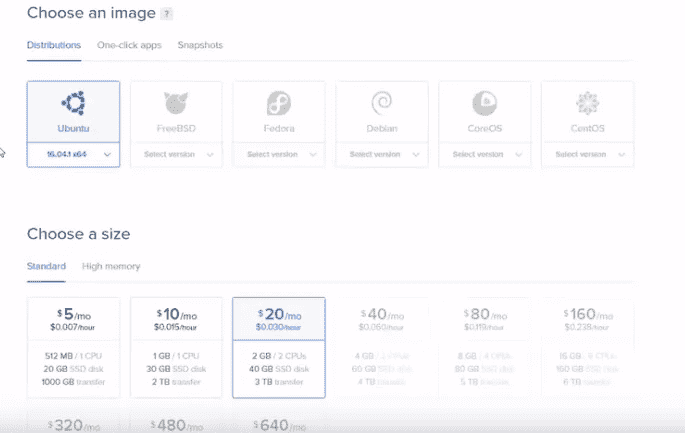 Choose an image ?
Distributions One-click apps Snapshots
Ubuntu FreeBSD Fedora Debian CoreOS CentOS
16.04.1 x64 Select version Select version Select version Select version Select version
Choose a size
Standard High memory
$5/mo $10/mo $20/mo $40/mo $80/mo $160/mo
$0.007/hour $0.015/hour $0.030/hour $0.060/hour $0.119/hour $0.238/hour
512 MB / 1 CPU 1 GB / 1 CPU 2 GB / 2 CPUs 4 GB / 2 CPUs 8 GB / 4 CPUs 16 GB / 8 CPUs
20 GB SSD disk 30 GB SSD disk 40 GB SSD disk 60 GB SSD disk 80 GB SSD disk 160 GB SSD disk
1000 GB transfer 2 TB transfer 3 TB transfer 4 TB transfer 5 TB transfer 6 TB transfer
$320/mo $480/mo $640/mo